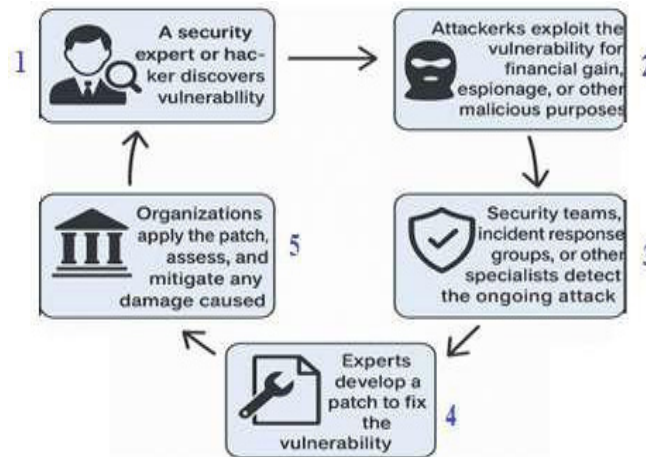 1
A security
expert or hac-
ker discovers
vulnerability
Attackerks exploit the
vulnerability for
financial gain,
espionage, or other
malicious purposes
2
Security teams,
incident response
groups, or other
specialists detect
the ongoing attack
3
Experts
develop a
patch to fix
the
vulnerability
4
Organizations
apply the patch,
assess, and
mitigate any
damage caused
5